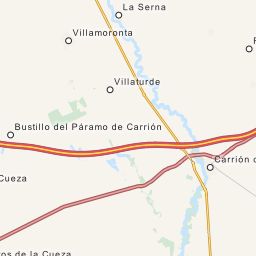 La Serna
Villamoronta
Villaturde
Bustillo del Páramo de Carrión
Carrión d
Cueza
os de la Cueza